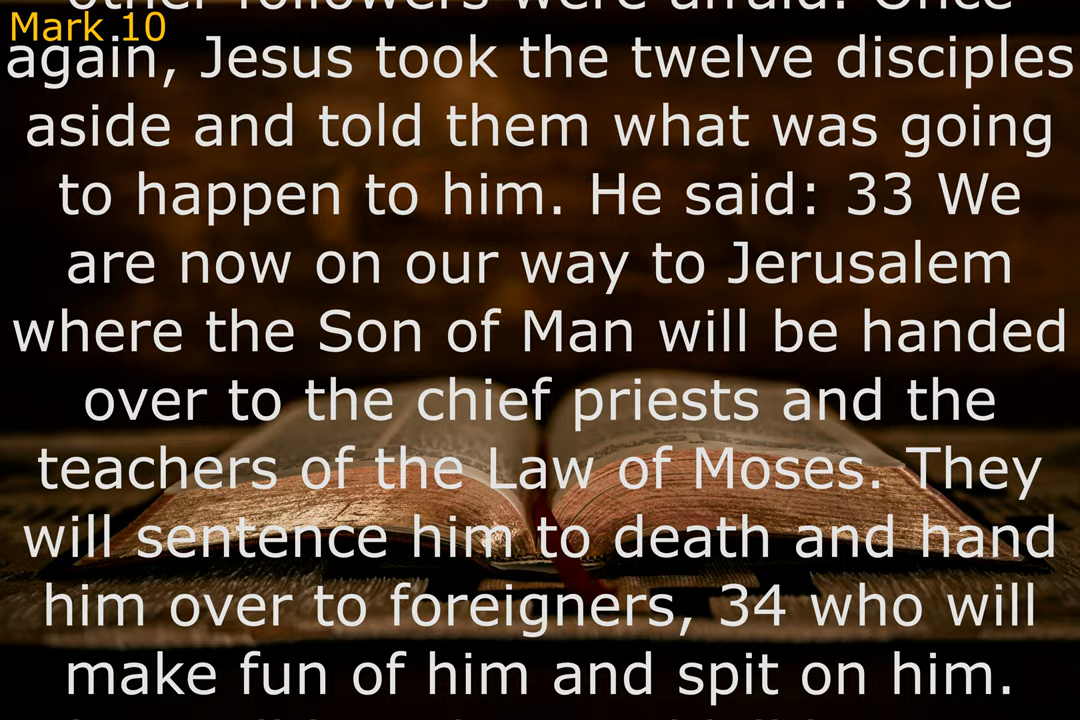 other followers were afraid. Once
Mark 10
again, Jesus took the twelve disciples
aside and told them what was going
to happen to him. He said: 33 We
are now on our way to Jerusalem
where the Son of Man will be handed
over to the chief priests and the
teachers of the Law of Moses. They
will sentence him to death and hand
him over to foreigners, 34 who will
make fun of him and spit on him.